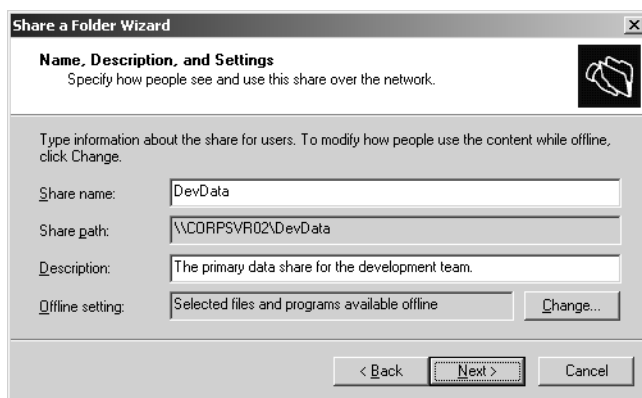 Share a Folder Wizard
Name, Description, and Settings
Specify how people see and use this share over the network.
Type information about the share for users. To modify how people use the content while offline,
click Change.
Share name: DevData
Share path: \\CORPSVR02\DevData
Description: The primary data share for the development team.
Offline setting: Selected files and programs available offline Change...
< Back Next > Cancel